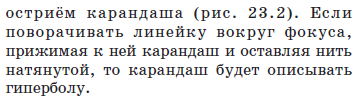 остриём карандаша (рис. 23.2). Если
поворачивать линейку вокруг фокуса,
прижимая к ней карандаш и оставляя нить
натянутой, то карандаш будет описывать
гиперболу.